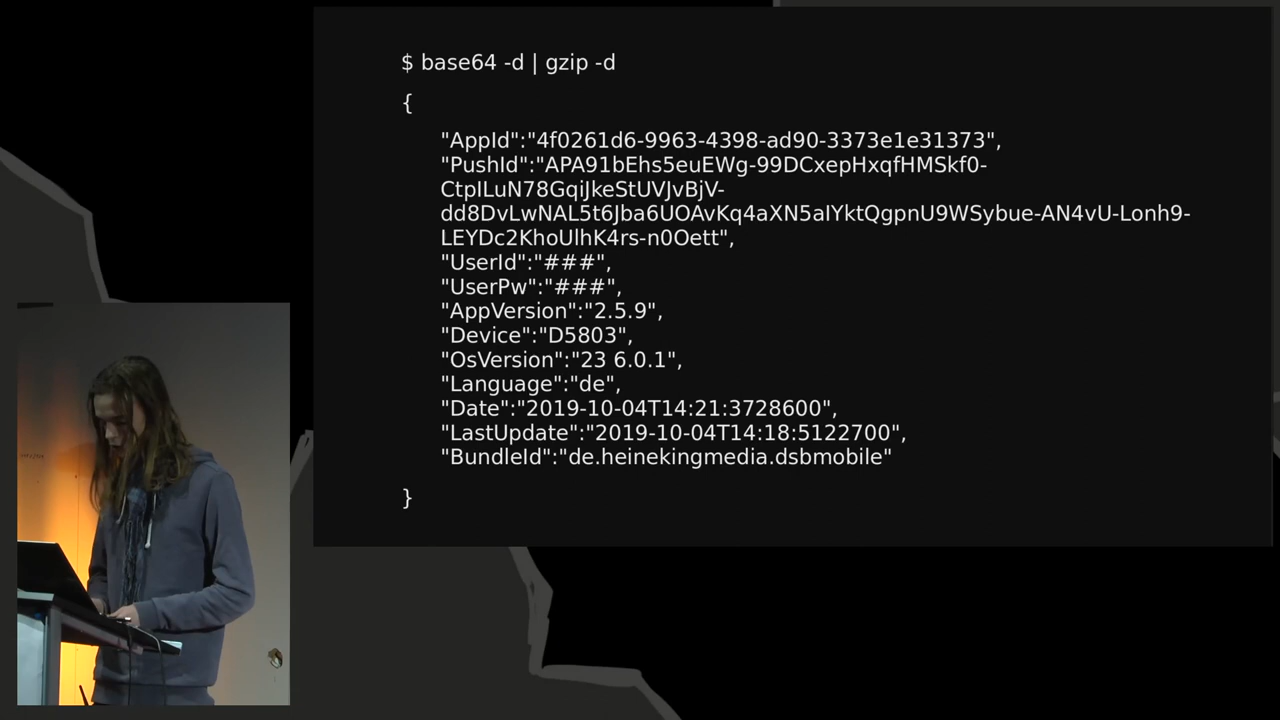 $ base64 -d | gzip -d
{
"AppId":"4f0261d6-9963-4398-ad90-3373e1e31373",
"PushId":"APA91bEhs5euEWg-99DCxepHxqfHMSkf0-
CtpILuN78GqiJkeStUVJvBjV-
dd8DvLwNAL5t6Jba6UOAvKq4aXN5aIYktQgpnU9WSybue-AN4vU-Lonh9-
LEYDc2KhoUlhK4rs-n0Oett",
"UserId":"###",
"UserPw":"###",
"AppVersion":"2.5.9",
"Device":"D5803",
"OsVersion":"23 6.0.1",
"Language":"de",
"Date":"2019-10-04T14:21:3728600",
"LastUpdate":"2019-10-04T14:18:5122700",
"BundleId":"de.heinekingmedia.dsbmobile"
}